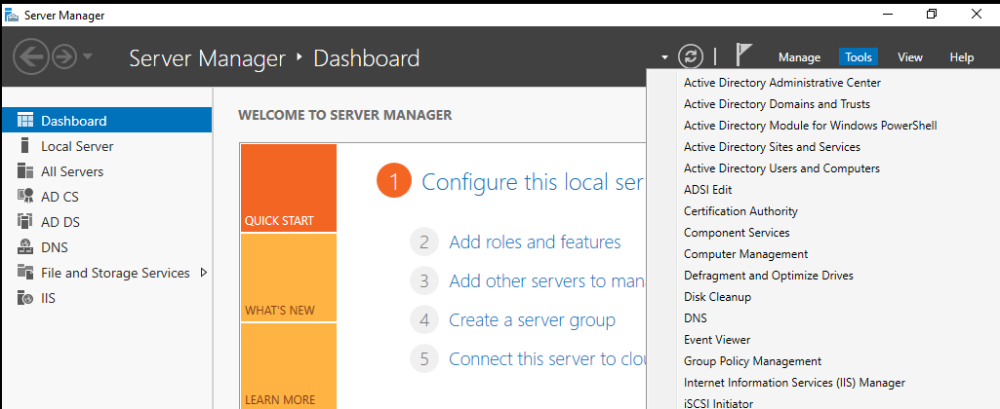 Server Manager
Server Manager ‣ Dashboard
Manage Tools View Help
Dashboard
Local Server
All Servers
AD CS
AD DS
DNS
File and Storage Services
IIS
WELCOME TO SERVER MANAGER
QUICK START
WHAT'S NEW
LEARN MORE
1 Configure this local ser
2 Add roles and features
3 Add other servers to man
4 Create a server group
5 Connect this server to clou
Active Directory Administrative Center
Active Directory Domains and Trusts
Active Directory Module for Windows PowerShell
Active Directory Sites and Services
Active Directory Users and Computers
ADSI Edit
Certification Authority
Component Services
Computer Management
Defragment and Optimize Drives
Disk Cleanup
DNS
Event Viewer
Group Policy Management
Internet Information Services (IIS) Manager
iSCSI Initiator